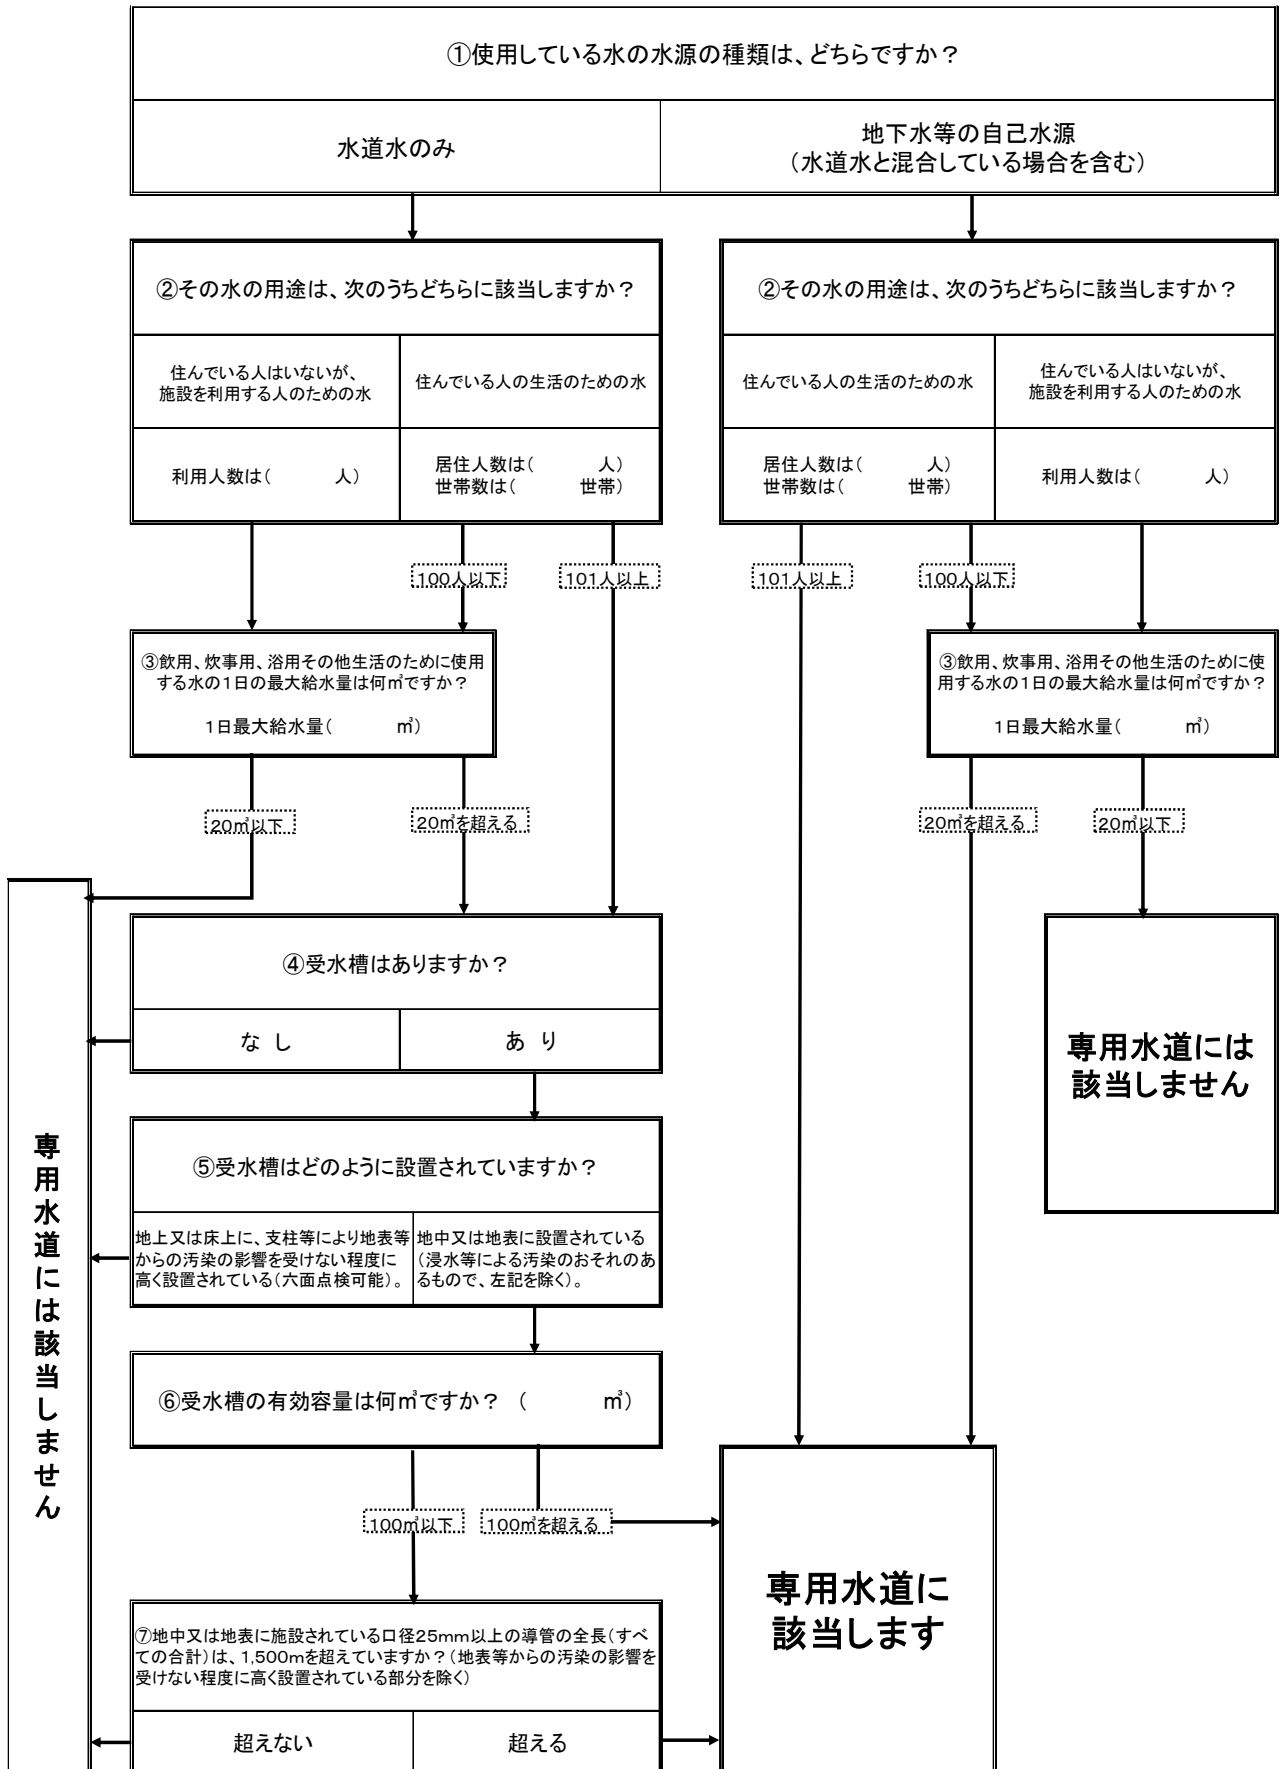 ①使用している水の水源の種類は、どちらですか？
水道水のみ
地下水等の自己水源
（水道水と混合している場合を含む）
②その水の用途は、次のうちどちらに該当しますか？
住んでいる人はいないが、
施設を利用する人のための水
住んでいる人の生活のための水
利用人数は（　　　人）
居住人数は（　　　人）
世帯数は（　　　世帯）
②その水の用途は、次のうちどちらに該当しますか？
住んでいる人の生活のための水
住んでいる人はいないが、
施設を利用する人のための水
居住人数は（　　　人）
世帯数は（　　　世帯）
利用人数は（　　　人）
100人以下
101人以上
101人以上
100人以下
③飲用、炊事用、浴用その他生活のために使用
する水の1日の最大給水量は何㎥ですか？
1日最大給水量（　　　㎥）
③飲用、炊事用、浴用その他生活のために使
用する水の1日の最大給水量は何㎥ですか？
1日最大給水量（　　　㎥）
20㎥以下
20㎥を超える
20㎥を超える
20㎥以下
④受水槽はありますか？
な し
あ り
専用水道には
該当しません
⑤受水槽はどのように設置されていますか？
地上又は床上に、支柱等により地表等
からの汚染の影響を受けない程度に
高く設置されている（六面点検可能）。
地中又は地表に設置されている
（浸水等による汚染のおそれのあ
るもので、左記を除く）。
専用水道には該当しません
⑥受水槽の有効容量は何㎥ですか？ （　　　㎥）
100㎥以下
100㎥を超える
専用水道に
該当します
⑦地中又は地表に施設されている口径25mm以上の導管の全長（すべ
ての合計）は、1,500mを超えていますか？（地表等からの汚染の影響を
受けない程度に高く設置されている部分を除く）
超えない
超える